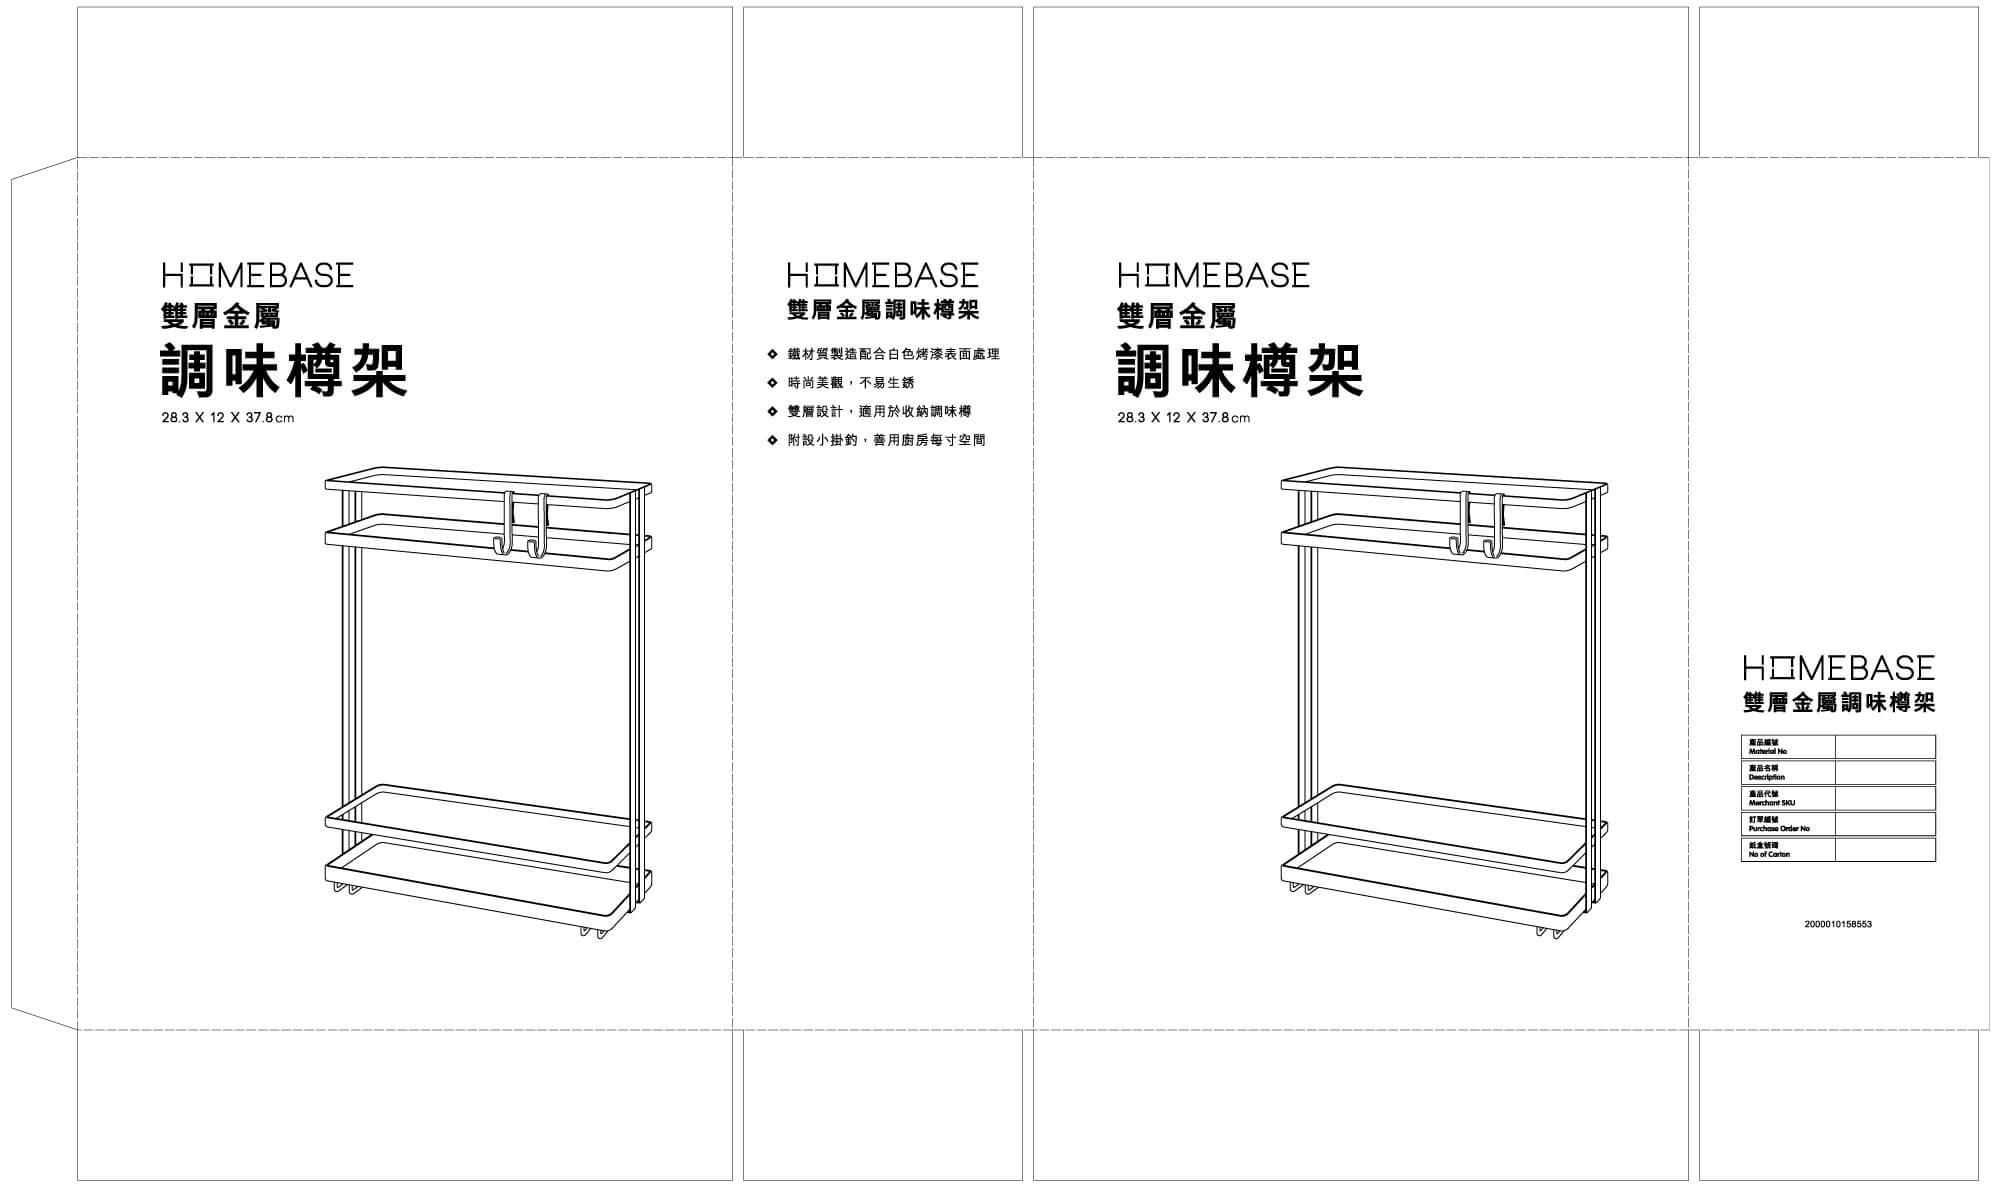 HOMEBASE
雙層金屬
調味樽架
28.3 X 12 X 37.8cm
HOMEBASE
雙層金屬調味樽架
鐵材質製造配合白色烤漆表面處理
時尚美觀，不易生銹
雙層設計，適用於收納調味樽
附設小掛鈎，善用廚房每寸空間
HOMEBASE
雙層金屬
調味樽架
28.3 X 12 X 37.8cm
HOMEBASE
雙層金屬調味樽架
產品編號
Material No
產品名稱
Description
產品代號
Merchant SKU
訂單編號
Purchase Order No
紙盒號碼
No of Carton
2000010158553